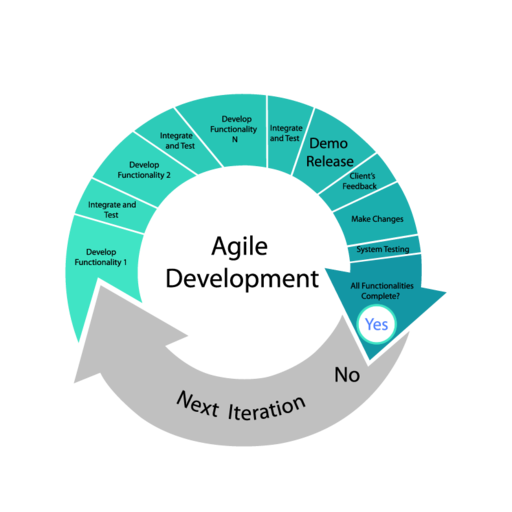 Agile
Development
Develop
Functionality 1
Integrate and
Test
Develop
Functionality 2
Integrate
and Test
Develop
Functionality
N
Integrate
and Test
Demo
Release
Client's
Feedback
Make Changes
System Testing
All Functionalities
Complete?
Yes
No
Next Iteration